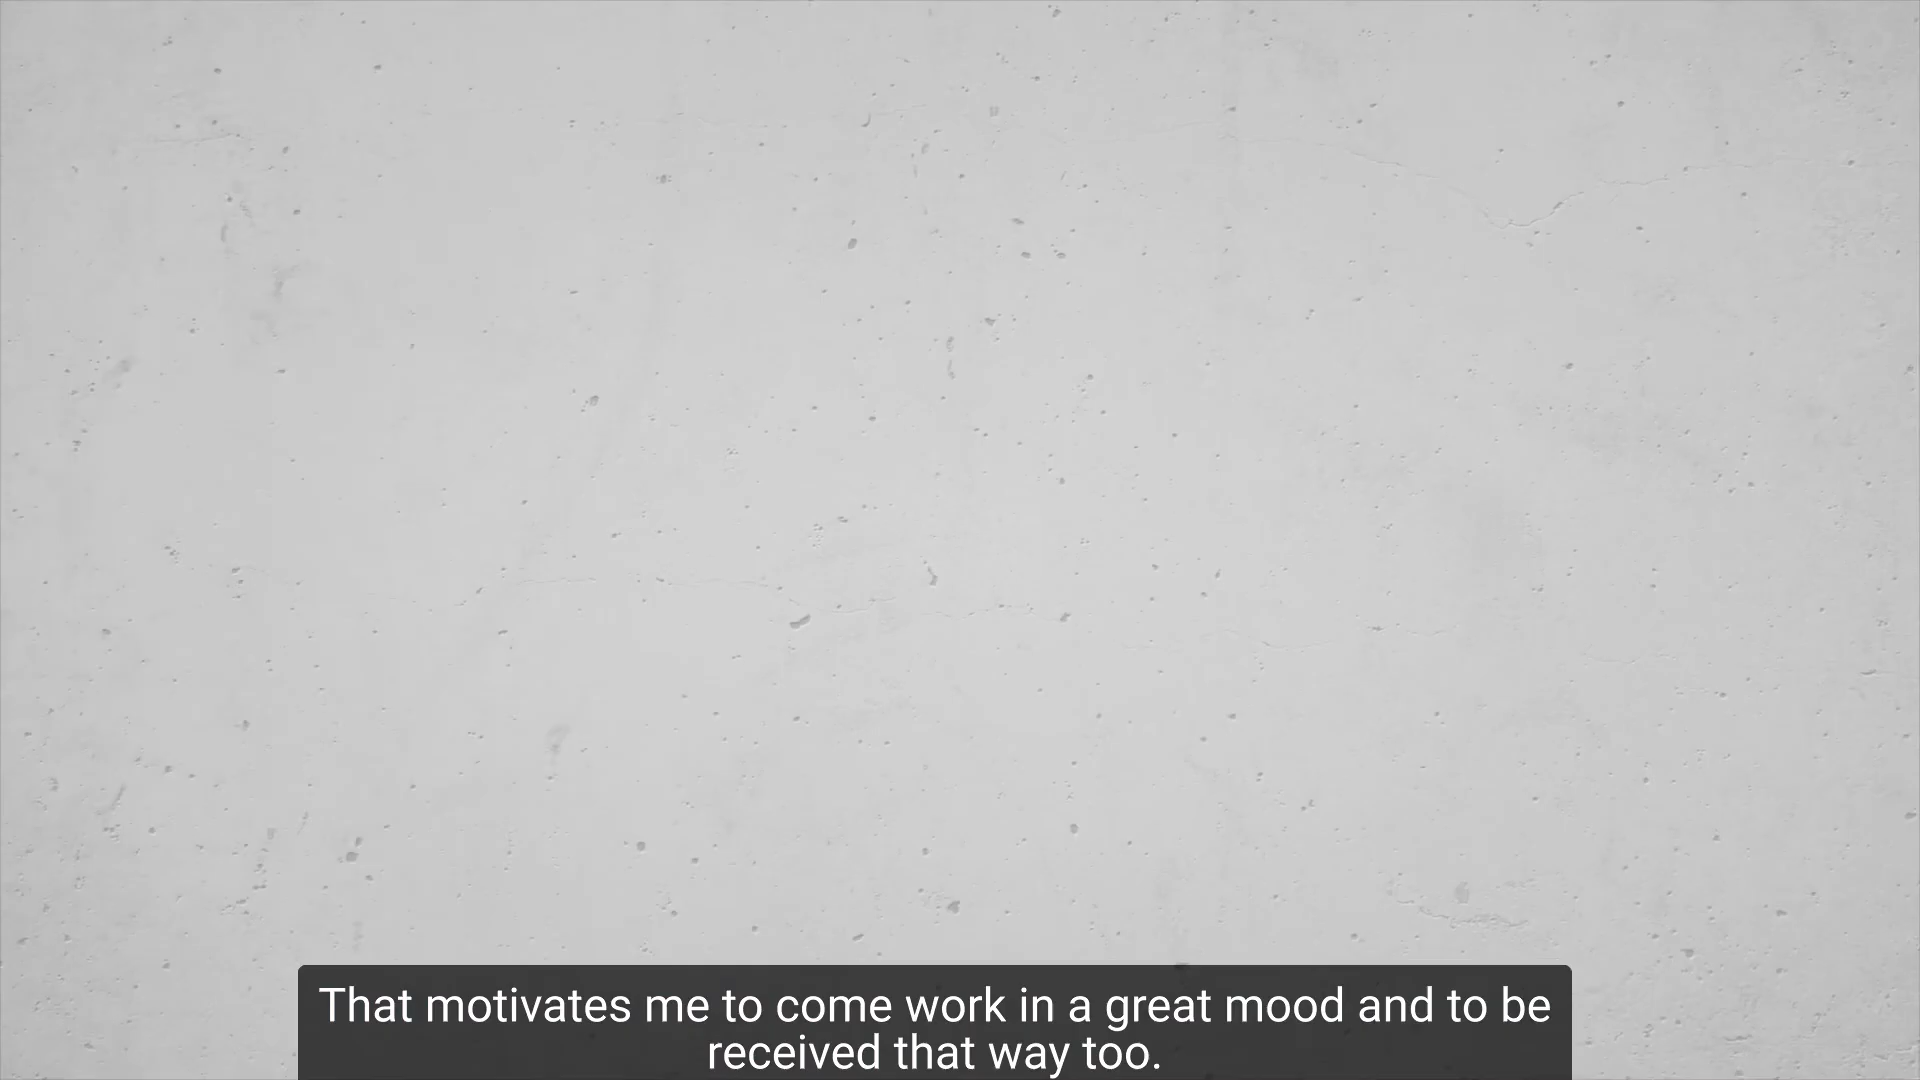 That motivates me to come work in a great mood and to be
received that way too.